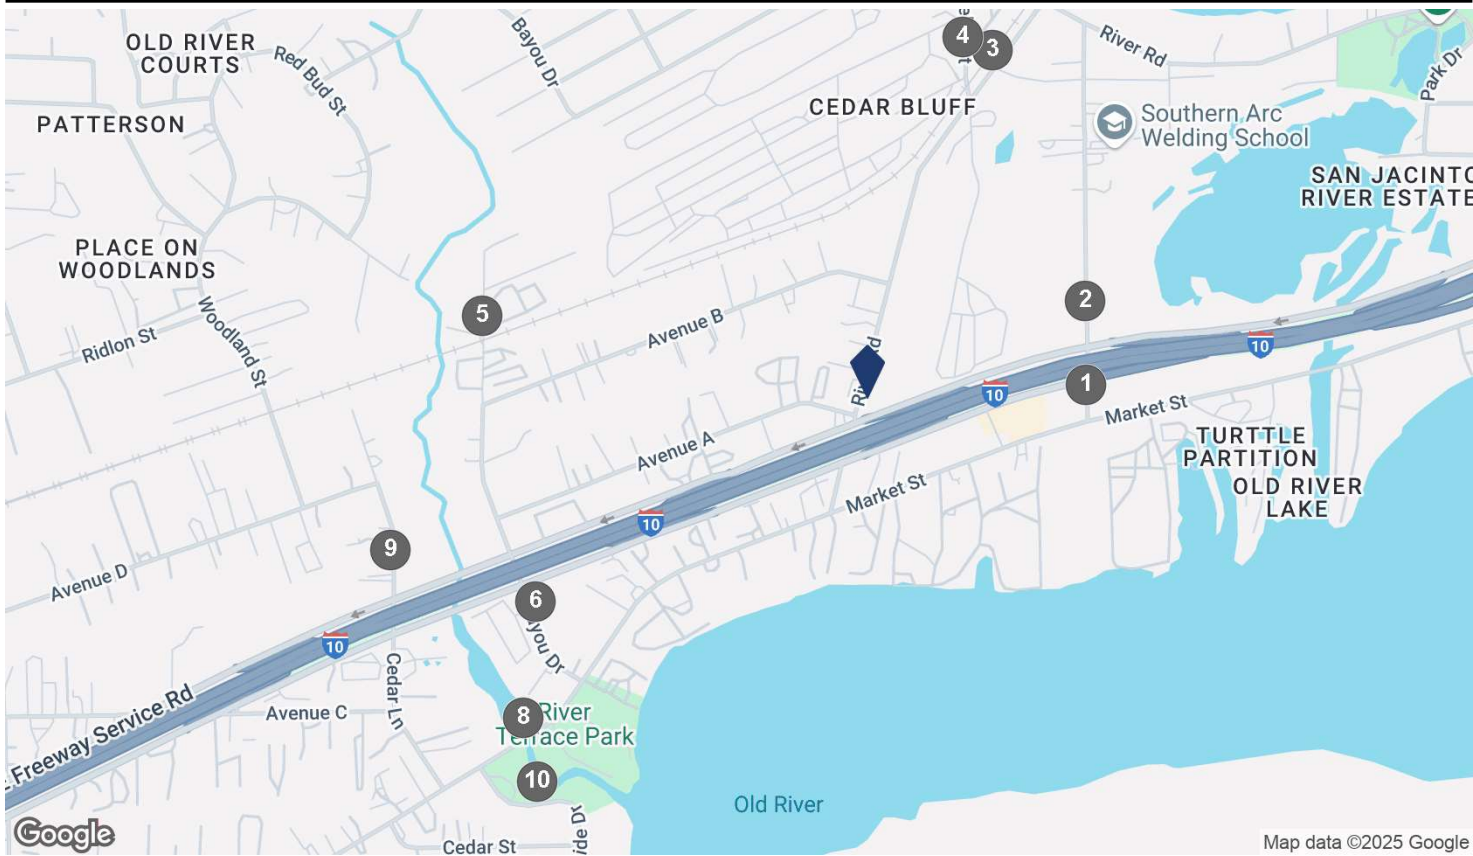 OLD RIVER
COURTS
Red Bud St
Bayou Dr
4
3
River Rd
Park Dr
PATTERSON
CEDAR BLUFF
Southern Arc
Welding School
SAN JACINTO
RIVER ESTATE
PLACE ON
WOODLANDS
Woodland St
Ridlon St
5
Avenue B
2
10
10
1
Market St
Avenue A
Market St
TURTTLE
PARTITION
OLD RIVER
LAKE
10
9
Avenue D
6
10
Cedar Ln
Avenue C
Freeway Service Rd
8
River
Terrace Park
10
Old River
Cedar St
Google
Map data ©2025 Google